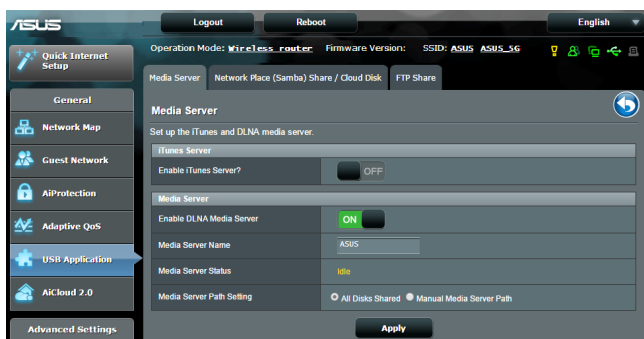 ASUS
Logout
Reboot
English
Quick Internet Setup
Operation Mode: Wireless router Firmware Version: SSID: ASUS ASUS_5G
Media Server
Network Place (Samba) Share / Cloud Disk
FTP Share
General
Network Map
Guest Network
AiProtection
Adaptive QoS
USB Application
AiCloud 2.0
Advanced Settings
Media Server
Set up the iTunes and DLNA media server.
iTunes Server
Enable iTunes Server? OFF
Media Server
Enable DLNA Media Server ON
Media Server Name ASUS
Media Server Status Idle
Media Server Path Setting All Disks Shared Manual Media Server Path
Apply